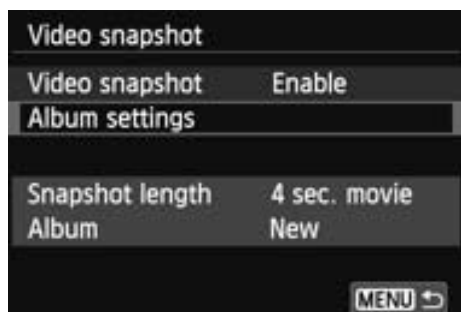 Video snapshot
Video snapshot Enable
Album settings
Snapshot length 4 sec. movie
Album New
MENU